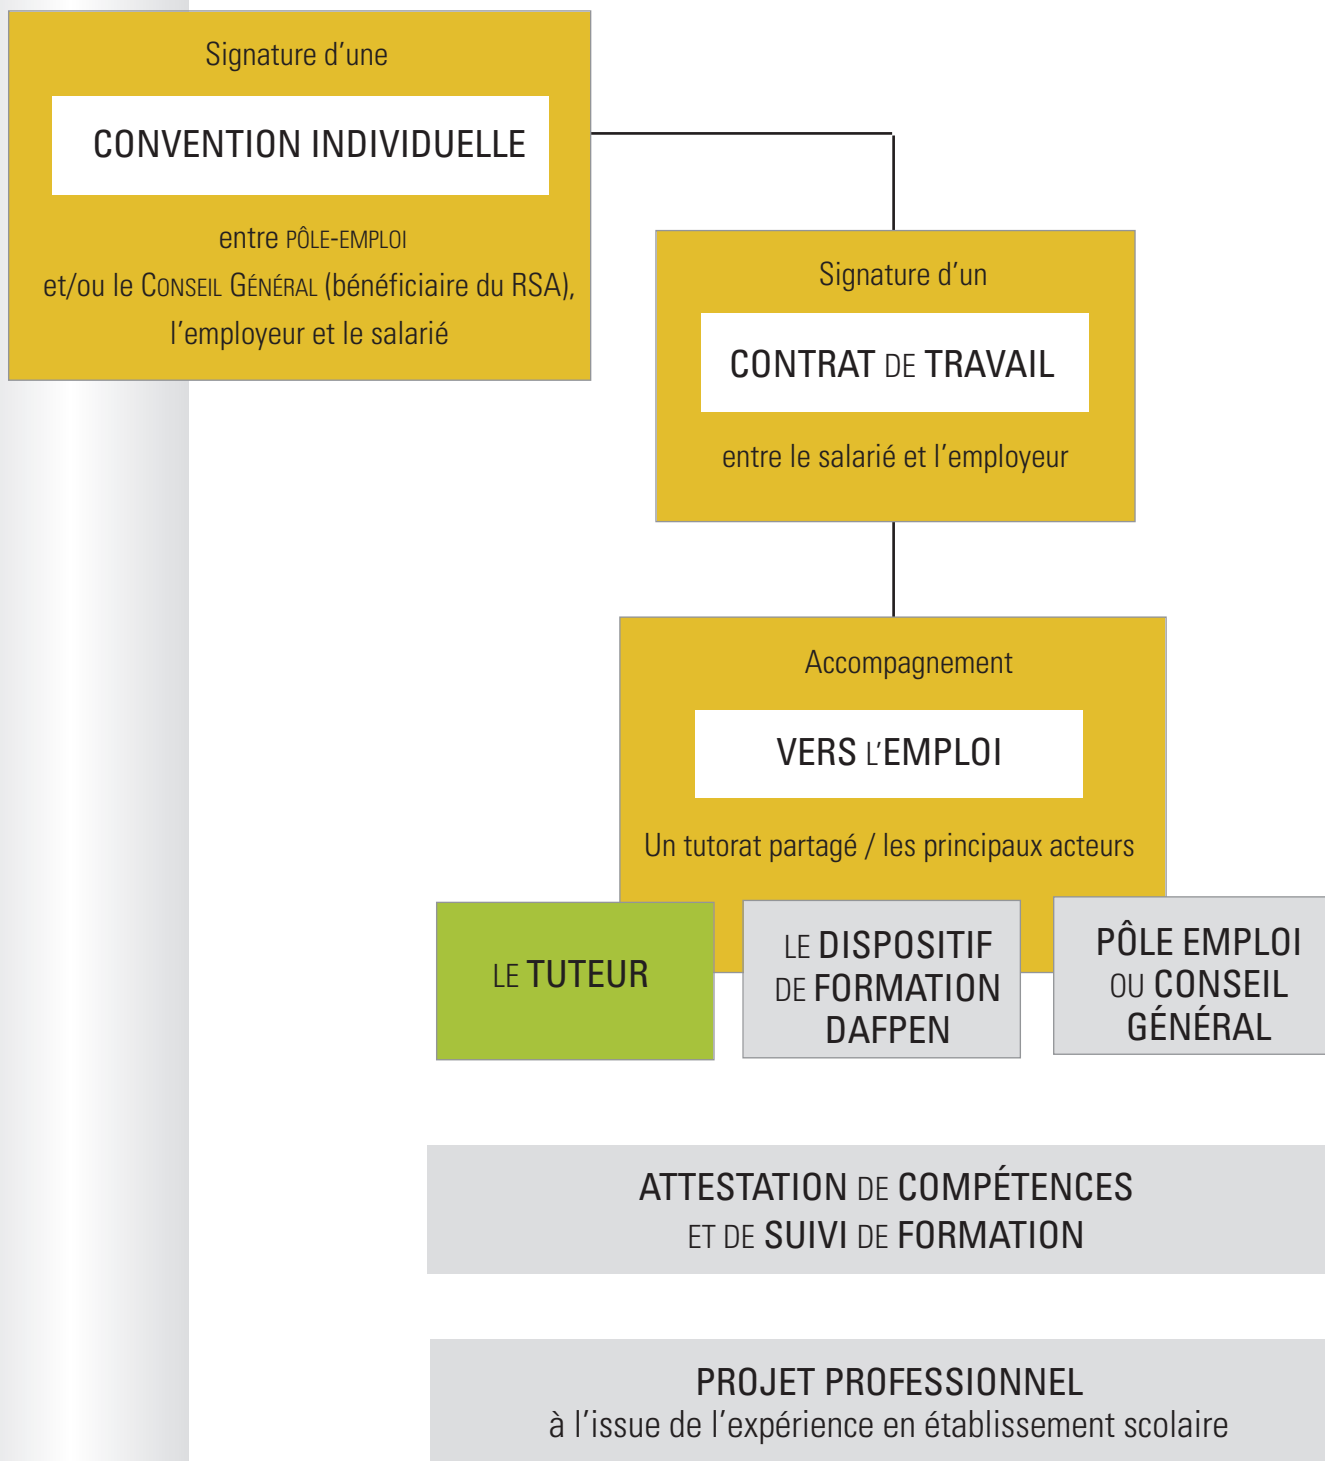 Signature d’une
CONVENTION INDIVIDUELLE
entre PÔLE-EMPLOI
et/ou le CONSEIL GÉNÉRAL (bénéficiaire du RSA),
l’employeur et le salarié
Signature d’un
CONTRAT DE TRAVAIL
entre le salarié et l’employeur
Accompagnement
VERS L’EMPLOI
Un tutorat partagé / les principaux acteurs
LE TUTEUR
LE DISPOSITIF
DE FORMATION
DAFPEN
PÔLE EMPLOI
OU CONSEIL
GÉNÉRAL
ATTESTATION DE COMPÉTENCES
ET DE SUIVI DE FORMATION
PROJET PROFESSIONNEL
à l’issue de l’expérience en établissement scolaire